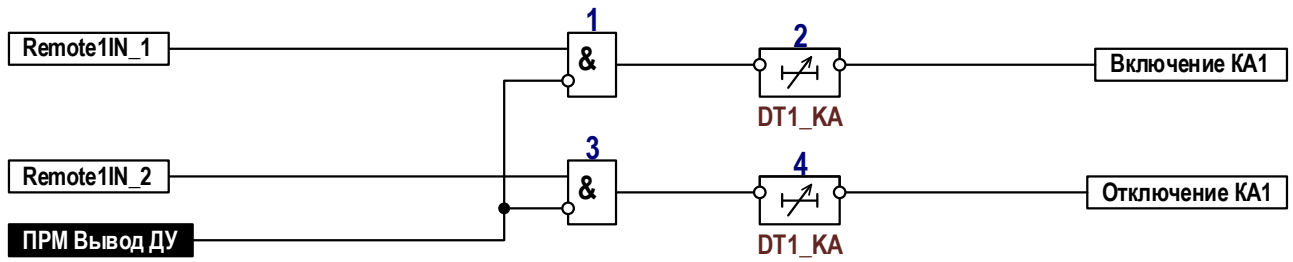 1
Remote1IN_1
&
2
Включение КА1
DT1_KA
3
Remote1IN_2
&
4
Отключение КА1
ПРМ Вывод ДУ
DT1_KA